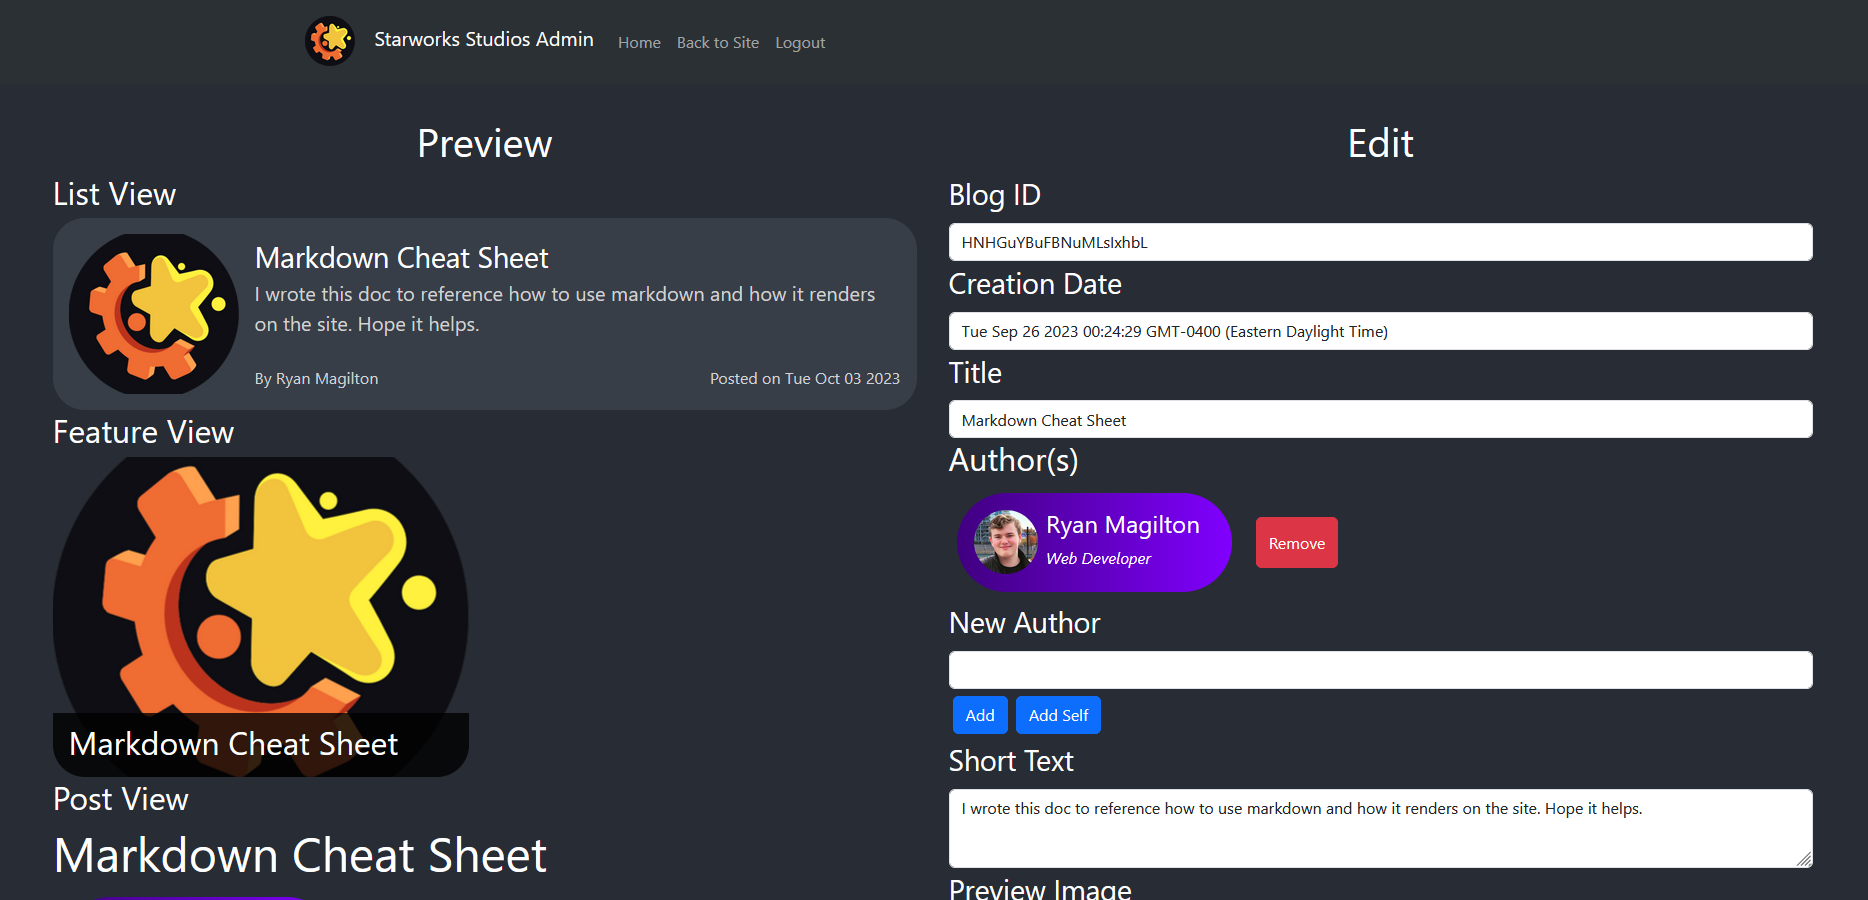 Starworks Studios Admin Home Back to Site Logout
Preview
List View
Markdown Cheat Sheet
I wrote this doc to reference how to use markdown and how it renders
on the site. Hope it helps.
By Ryan Magilton Posted on Tue Oct 03 2023
Feature View
Markdown Cheat Sheet
Post View
Markdown Cheat Sheet
Edit
Blog ID
HNHGuYBuFBNuMLsIxhbL
Creation Date
Tue Sep 26 2023 00:24:29 GMT-0400 (Eastern Daylight Time)
Title
Markdown Cheat Sheet
Author(s)
Ryan Magilton
Web Developer
Remove
New Author
Add Add Self
Short Text
I wrote this doc to reference how to use markdown and how it renders on the site. Hope it helps.
Preview Image